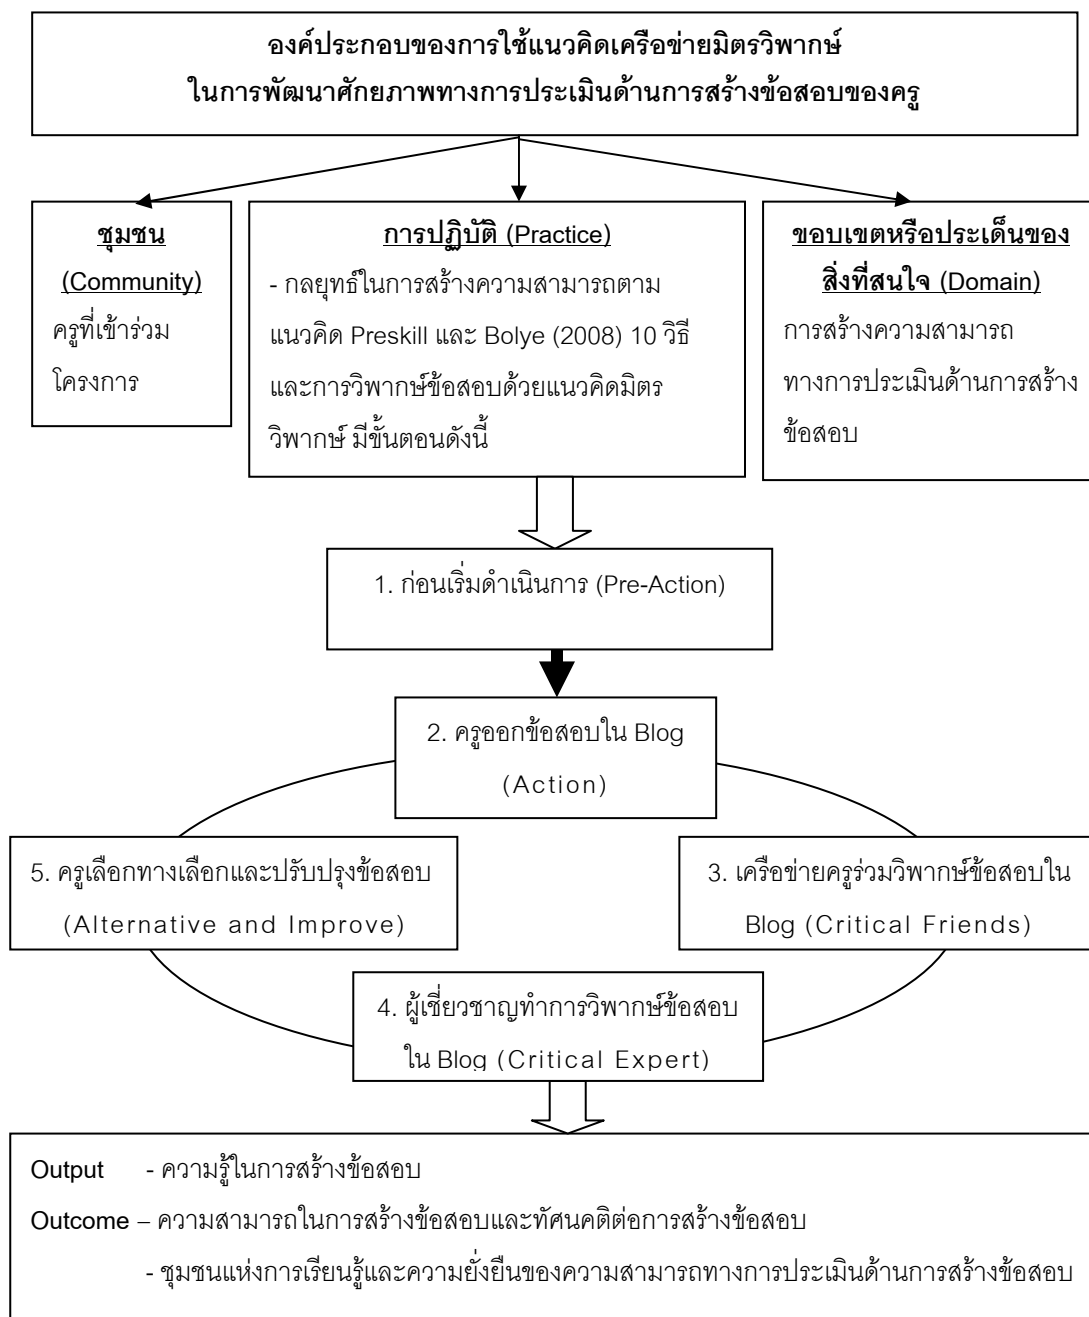 องค์ประกอบของการใช้แนวคิดเครือข่ายมิตรวิพากษ์
ในการพัฒนาศักยภาพทางการประเมินด้านการสร้างข้อสอบของครู
ชุมชน
(Community)
ครูที่เข้าร่วม
โครงการ
การปฏิบัติ (Practice)
- กลยุทธ์ในการสร้างความสามารถตาม
แนวคิด Preskill และ Bolye (2008) 10 วิธี
และการวิพากษ์ข้อสอบด้วยแนวคิดมิตร
วิพากษ์ มีขั้นตอนดังนี้
ขอบเขตหรือประเด็นของ
สิ่งที่สนใจ (Domain)
การสร้างความสามารถ
ทางการประเมินด้านการสร้าง
ข้อสอบ
1. ก่อนเริ่มดำเนินการ (Pre-Action)
2. ครูออกข้อสอบใน Blog
(Action)
3. เครือข่ายครูร่วมวิพากษ์ข้อสอบใน
Blog (Critical Friends)
4. ผู้เชี่ยวชาญทำการวิพากษ์ข้อสอบ
ใน Blog (Critical Expert)
5. ครูเลือกทางเลือกและปรับปรุงข้อสอบ
(Alternative and Improve)
Output - ความรู้ในการสร้างข้อสอบ
Outcome – ความสามารถในการสร้างข้อสอบและทัศนคติต่อการสร้างข้อสอบ
- ชุมชนแห่งการเรียนรู้และความยั่งยืนของความสามารถทางการประเมินด้านการสร้างข้อสอบ